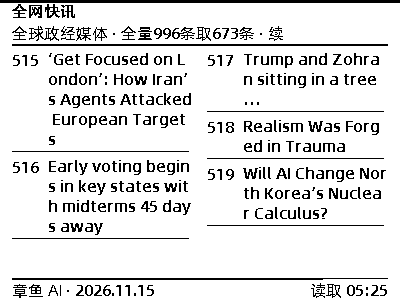 全网快讯
全球政经媒体 · 全量996条取673条 · 续
515 ‘Get Focused on L
ondon’: How Iran’
s Agents Attacked
European Target
s
516 Early voting begin
s in key states wit
h midterms 45 day
s away
517 Trump and Zohra
n sitting in a tree
...
518 Realism Was Forg
ed in Trauma
519 Will AI Change Nor
th Korea’s Nuclea
r Calculus?
章鱼 AI · 2026.11.15
读取 05:25